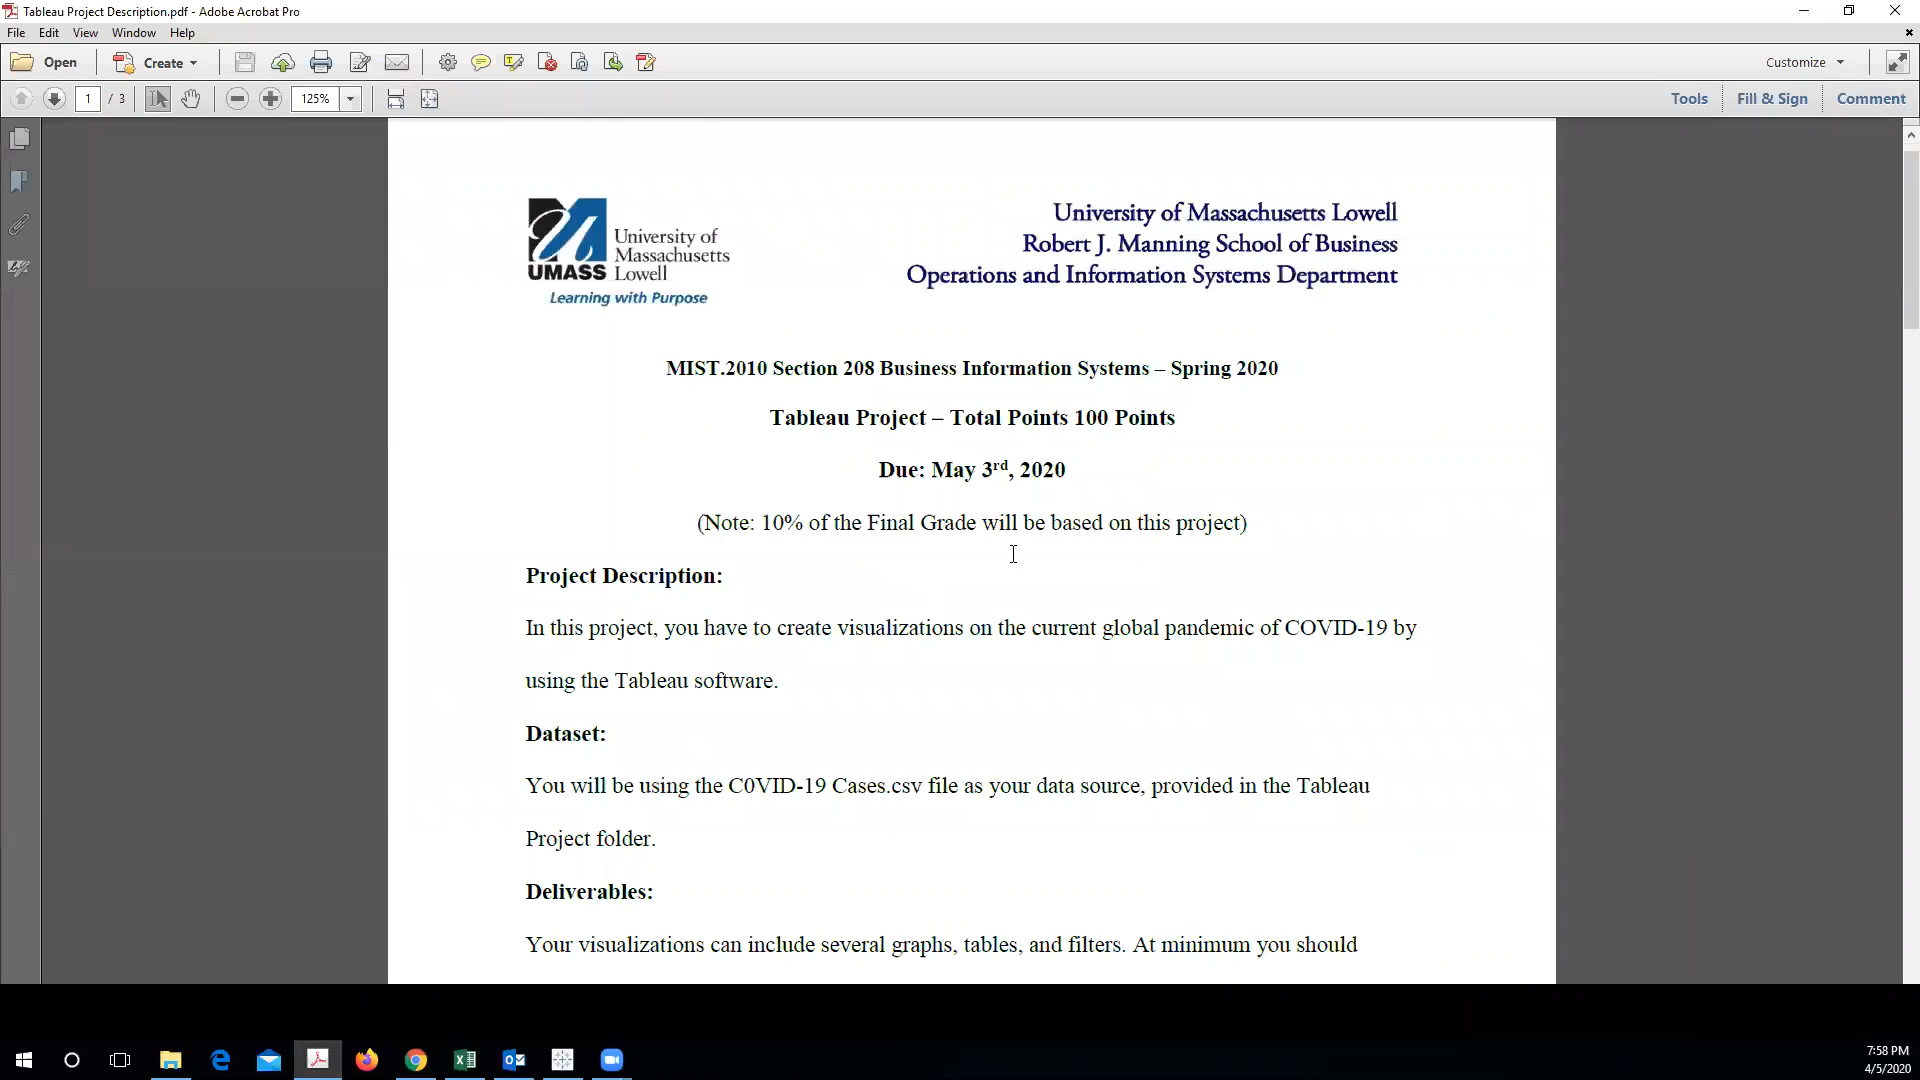 Tableau Project Description.pdf - Adobe Acrobat Pro
File Edit View Window Help
Open Create Customize
1 / 3 125% Tools Fill & Sign Comment
UMASS
University of
Massachusetts
Lowell
Learning with Purpose
University of Massachusetts Lowell
Robert J. Manning School of Business
Operations and Information Systems Department
MIST.2010 Section 208 Business Information Systems – Spring 2020
Tableau Project – Total Points 100 Points
Due: May 3rd, 2020
(Note: 10% of the Final Grade will be based on this project)
Project Description:
In this project, you have to create visualizations on the current global pandemic of COVID-19 by
using the Tableau software.
Dataset:
You will be using the C0VID-19 Cases.csv file as your data source, provided in the Tableau
Project folder.
Deliverables:
Your visualizations can include several graphs, tables, and filters. At minimum you should
7:58 PM
4/5/2020